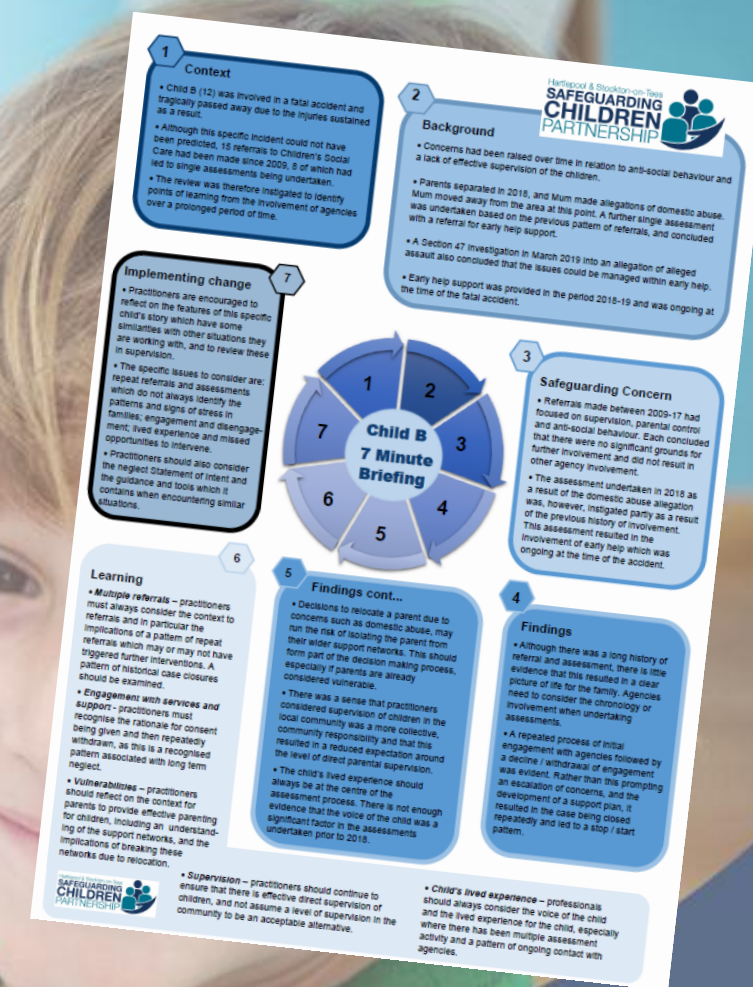 1
Context
• Child B (12) was involved in a fatal accident and
tragically passed away due to the injuries sustained
as a result.
• Although this specific incident could not have
been predicted, 15 referrals to Children's Social
Care had been made since 2009, 8 of which had
led to single assessments being undertaken.
• The review was therefore instigated to identify
points of learning from the involvement of agencies
over a prolonged period of time.
Hartlepool & Stockton-on-Tees
SAFEGUARDING
CHILDREN
PARTNERSHIP
2
Background
• Concerns had been raised over time in relation to anti-social behaviour and
a lack of effective supervision of the children.
• Parents separated in 2018, and Mum made allegations of domestic abuse.
Mum moved away from the area at this point. A further single assessment
was undertaken based on the previous pattern of referrals, and concluded
with a referral for early help support.
• A Section 47 investigation in March 2019 into an allegation of alleged
assault also concluded that the issues could be managed within early help.
• Early help support was provided in the period 2018-19 and was ongoing at
the time of the fatal accident.
7
Implementing change
• Practitioners are encouraged to
reflect on the features of this specific
child's story which have some
similarities with other situations they
are working with, and to review these
in supervision.
• The specific issues to consider are:
repeat referrals and assessments
which do not always identify the
patterns and signs of stress in
families; engagement and disengage-
ment; lived experience and missed
opportunities to intervene.
• Practitioners should also consider
the neglect Statement of Intent and
the guidance and tools which it
contains when encountering similar
situations.
1
2
3
4
5
6
7
Child B
7 Minute
Briefing
3
Safeguarding Concern
• Referrals made between 2009-17 had
focused on supervision, parental control
and anti-social behaviour. Each concluded
that there were no significant grounds for
further involvement and did not result in
other agency involvement.
• The assessment undertaken in 2018 as
a result of the domestic abuse allegation
was, however, instigated partly as a result
of the previous history of involvement.
This assessment resulted in the
involvement of early help which was
ongoing at the time of the accident.
6
Learning
• Multiple referrals – practitioners
must always consider the context to
referrals and in particular the
implications of a pattern of repeat
referrals which may or may not have
triggered further interventions. A
pattern of historical case closures
should be examined.
• Engagement with services and
support - practitioners must
recognise the rationale for consent
being given and then repeatedly
withdrawn, as this is a recognised
pattern associated with long term
neglect.
• Vulnerabilities – practitioners
should reflect on the context for
parents to provide effective parenting
for children, including an understand-
ing of the support networks, and the
implications of breaking these
networks due to relocation.
5
Findings cont...
• Decisions to relocate a parent due to
concerns such as domestic abuse, may
run the risk of isolating the parent from
their wider support networks. This should
form part of the decision making process,
especially if parents are already
considered vulnerable.
• There was a sense that practitioners
considered supervision of children in the
local community was a more collective,
community responsibility and that this
resulted in a reduced expectation around
the level of direct parental supervision.
• The child's lived experience should
always be at the centre of the
assessment process. There is not enough
evidence that the voice of the child was a
significant factor in the assessments
undertaken prior to 2018.
4
Findings
• Although there was a long history of
referral and assessment, there is little
evidence that this resulted in a clear
picture of life for the family. Agencies
need to consider the chronology or
involvement when undertaking
assessments.
• A repeated process of initial
engagement with agencies followed by
a decline / withdrawal of engagement
was evident. Rather than this prompting
an escalation of concerns, and the
development of a support plan, it
resulted in the case being closed
repeatedly and led to a stop / start
pattern.
Hartlepool & Stockton-on-Tees
SAFEGUARDING
CHILDREN
PARTNERSHIP
• Supervision – practitioners should continue to
ensure that there is effective direct supervision of
children, and not assume a level of supervision in the
community to be an acceptable alternative.
• Child's lived experience – professionals
should always consider the voice of the child
and the lived experience for the child, especially
where there has been multiple assessment
activity and a pattern of ongoing contact with
agencies.